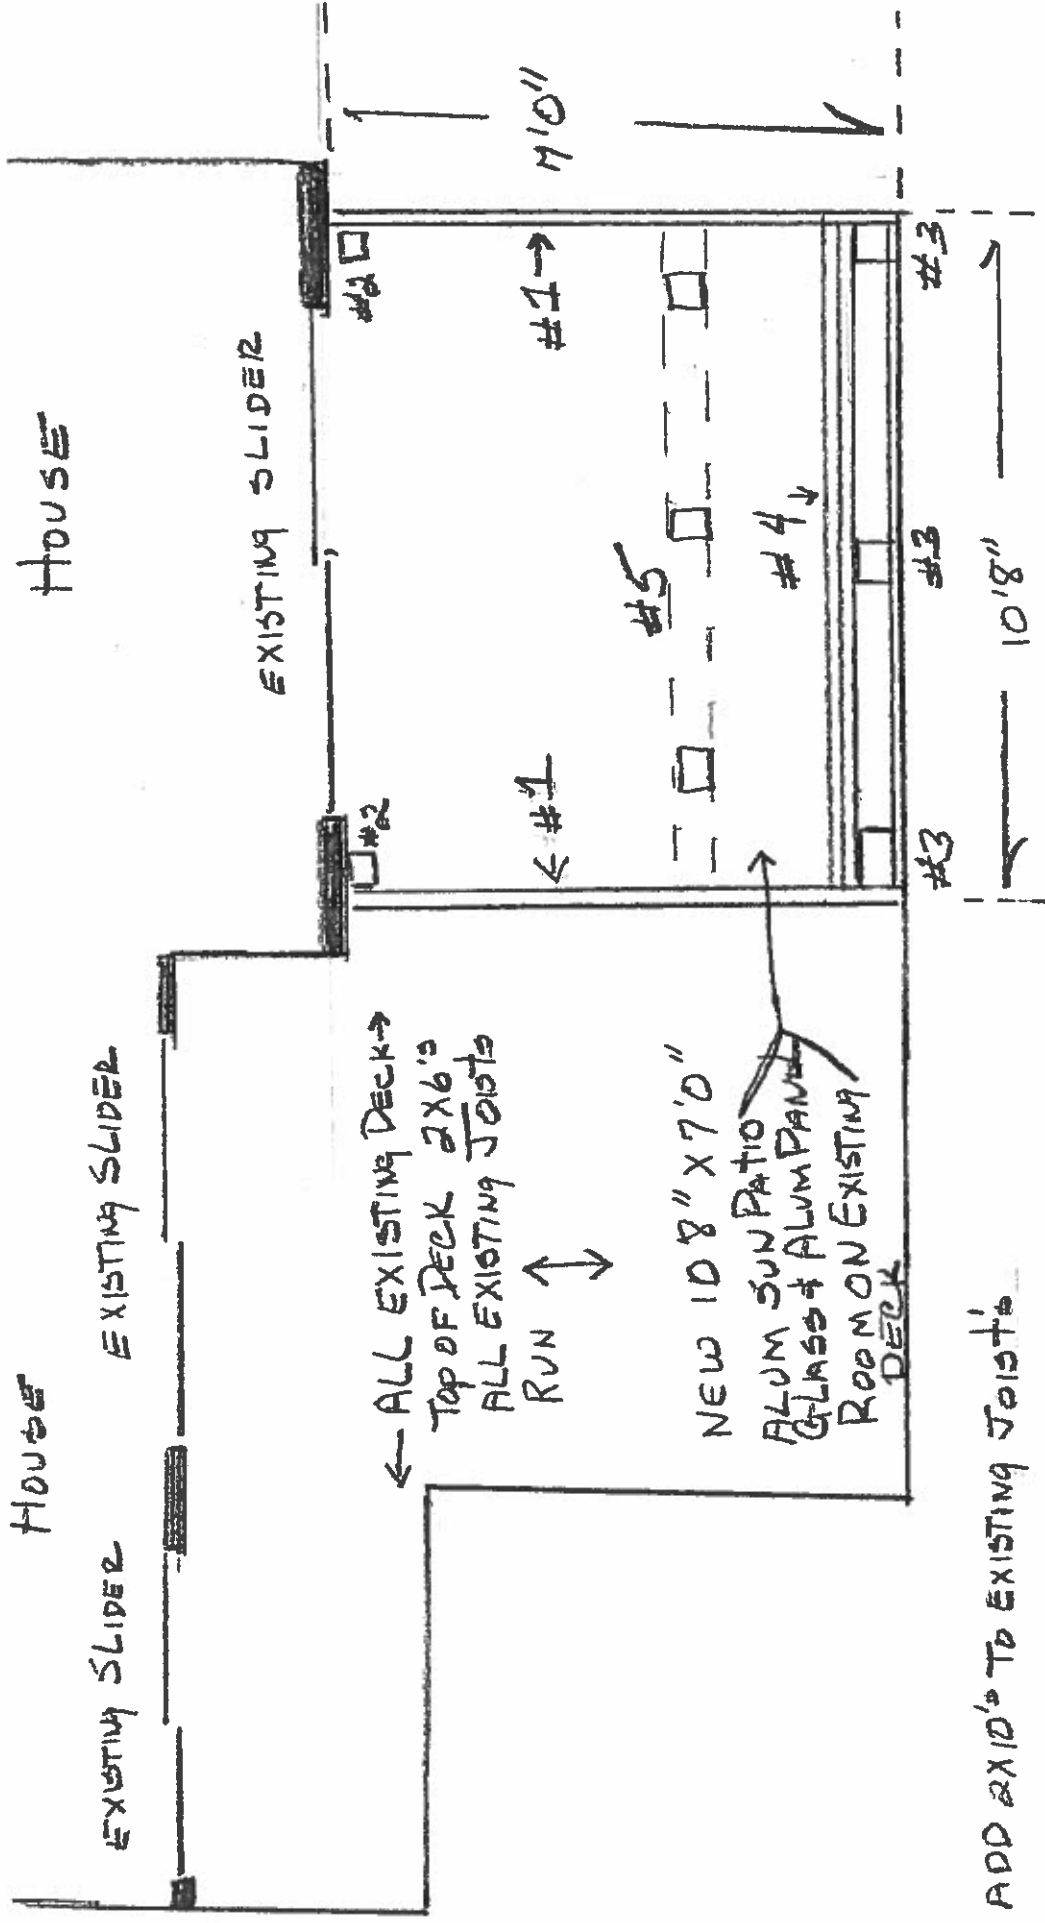 HOUSE
HOUSE
EXISTING SLIDER
EXISTING SLIDER
EXISTING SLIDER
#2
#2
← ALL EXISTING DECK→
TOP OF DECK 2X6's
ALL EXISTING JOISTS
RUN ↔
← #1
#1 →
7'0"
#5
NEW 10'8" X 7'0"
ALUM SUN PATIO
GLASS & ALUM PAN
ROOM ON EXISTING
DECK
#4
#3
#3
#3
10'8"
ADD 2X10's TO EXISTING JOIST's